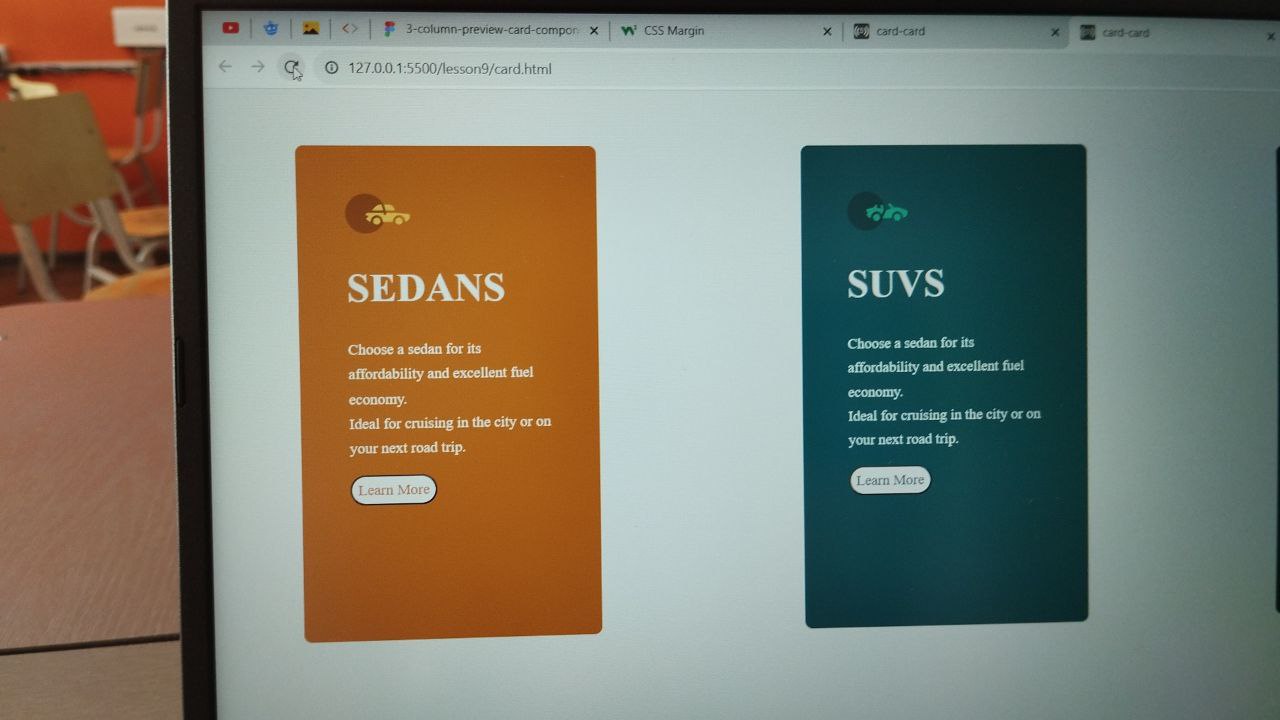 3-column-preview-card-compon
CSS Margin
card-card
card-card
127.0.0.1:5500/lesson9/card.html
SEDANS
Choose a sedan for its
affordability and excellent fuel
economy.
Ideal for cruising in the city or on
your next road trip.
Learn More
SUVS
Choose a sedan for its
affordability and excellent fuel
economy.
Ideal for cruising in the city or on
your next road trip.
Learn More